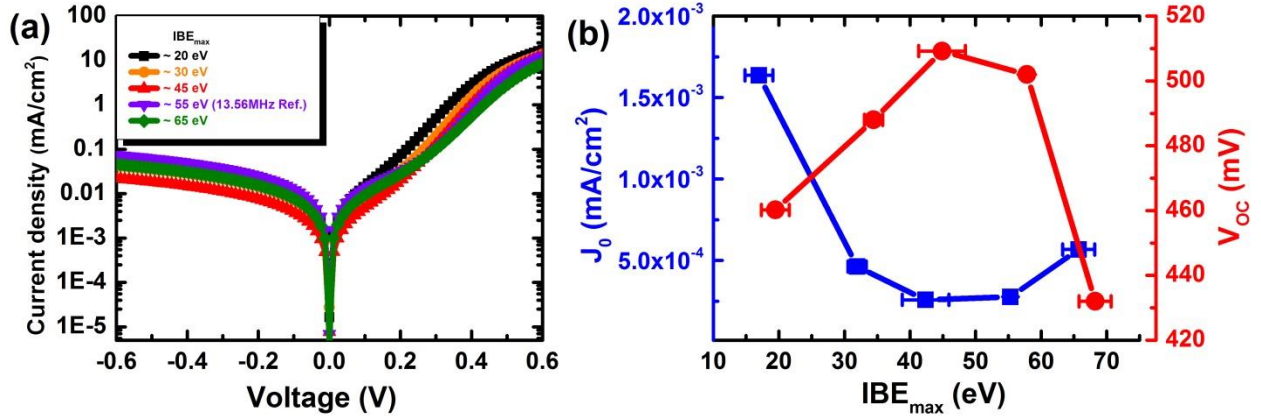 (a)
IBEmax
~ 20 eV
~ 30 eV
~ 45 eV
~ 55 eV (13.56MHz Ref.)
~ 65 eV
Current density (mA/cm²)
100
10
1
0.1
0.01
1E-3
1E-4
1E-5
-0.6 -0.4 -0.2 0.0 0.2 0.4 0.6
Voltage (V)
(b)
J₀ (mA/cm²)
2.0x10⁻³
1.5x10⁻³
1.0x10⁻³
5.0x10⁻⁴
10 20 30 40 50 60 70
IBEmax (eV)
520
500
480
460
440
420
VOC (mV)